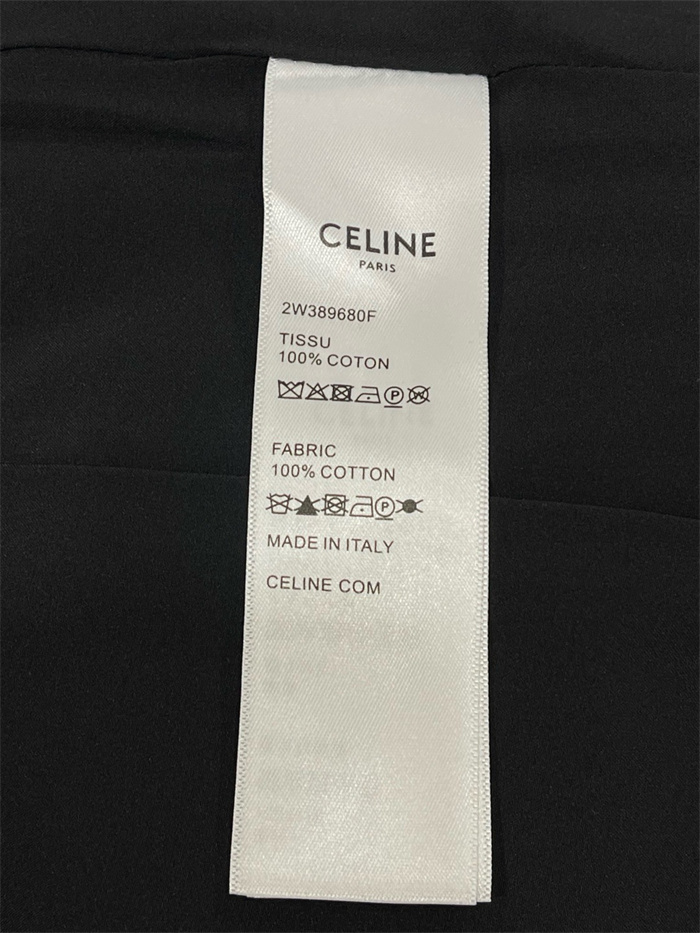 CELINE
PARIS
2W389680F
TISSU
100% COTON
P W
FABRIC
100% COTTON
P
MADE IN ITALY
CELINE COM